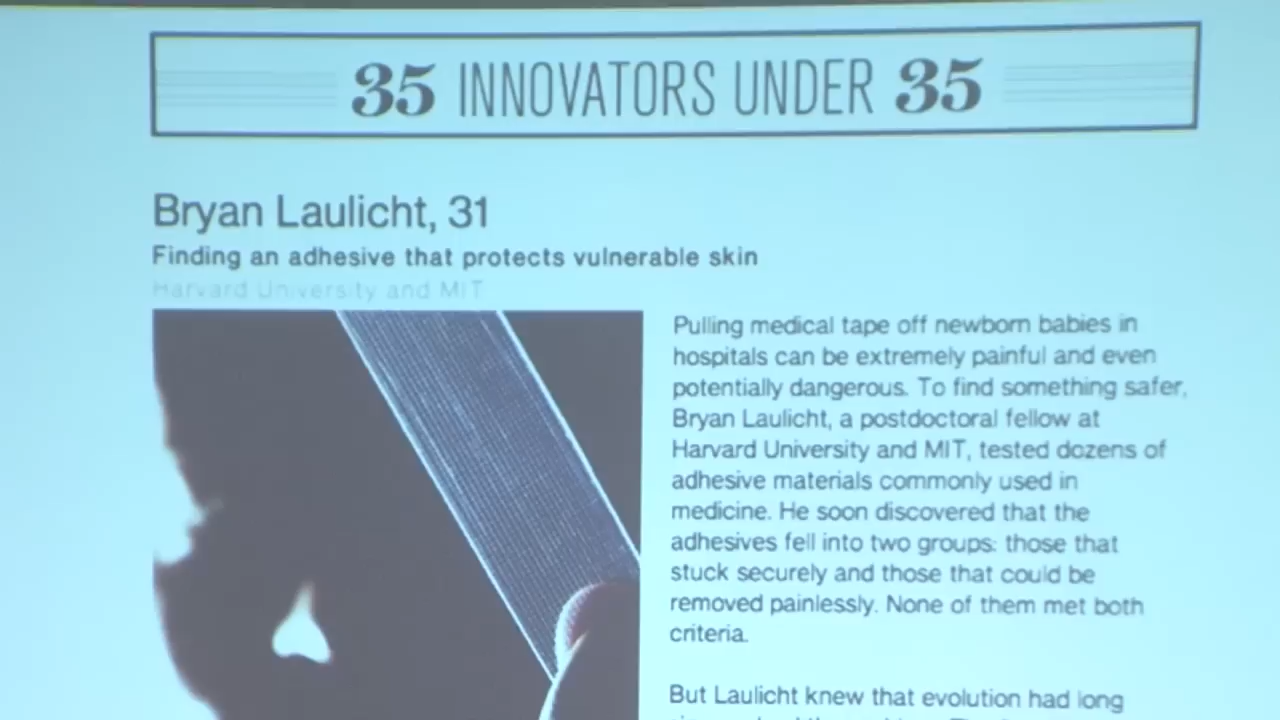 35 INNOVATORS UNDER 35
Bryan Laulicht, 31
Finding an adhesive that protects vulnerable skin
Harvard University and MIT
Pulling medical tape off newborn babies in
hospitals can be extremely painful and even
potentially dangerous. To find something safer,
Bryan Laulicht, a postdoctoral fellow at
Harvard University and MIT, tested dozens of
adhesive materials commonly used in
medicine. He soon discovered that the
adhesives fell into two groups: those that
stuck securely and those that could be
removed painlessly. None of them met both
criteria.
But Laulicht knew that evolution had long